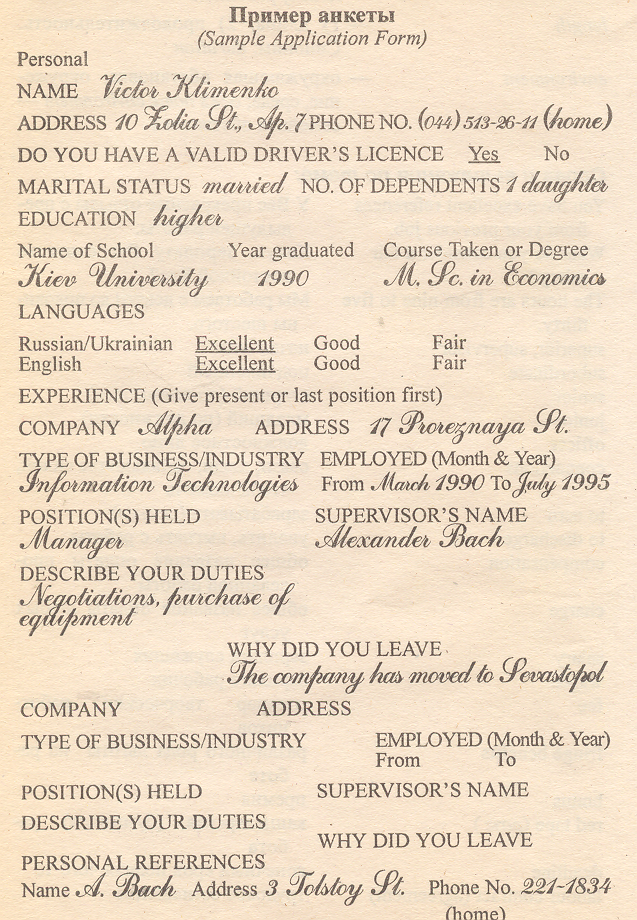 Пример анкеты
(Sample Application Form)
Personal
NAME Victor Klimenko
ADDRESS 10 Zolia St., Ap. 7 PHONE NO. (044) 513-26-11 (home)
DO YOU HAVE A VALID DRIVER'S LICENCE Yes No
MARITAL STATUS married NO. OF DEPENDENTS 1 daughter
EDUCATION higher
Name of School Year graduated Course Taken or Degree
Kiev University 1990 M. Sc. in Economics
LANGUAGES
Russian/Ukrainian Excellent Good Fair
English Excellent Good Fair
EXPERIENCE (Give present or last position first)
COMPANY Alpha ADDRESS 17 Proreznaya St.
TYPE OF BUSINESS/INDUSTRY EMPLOYED (Month & Year)
Information Technologies From March 1990 To July 1995
POSITION(S) HELD SUPERVISOR'S NAME
Manager Alexander Bach
DESCRIBE YOUR DUTIES
Negotiations, purchase of
equipment
WHY DID YOU LEAVE
The company has moved to Sevastopol
COMPANY ADDRESS
TYPE OF BUSINESS/INDUSTRY EMPLOYED (Month & Year)
From To
POSITION(S) HELD SUPERVISOR'S NAME
DESCRIBE YOUR DUTIES
WHY DID YOU LEAVE
PERSONAL REFERENCES
Name A. Bach Address 3 Tolstoy St. Phone No. 221-1834
(home)